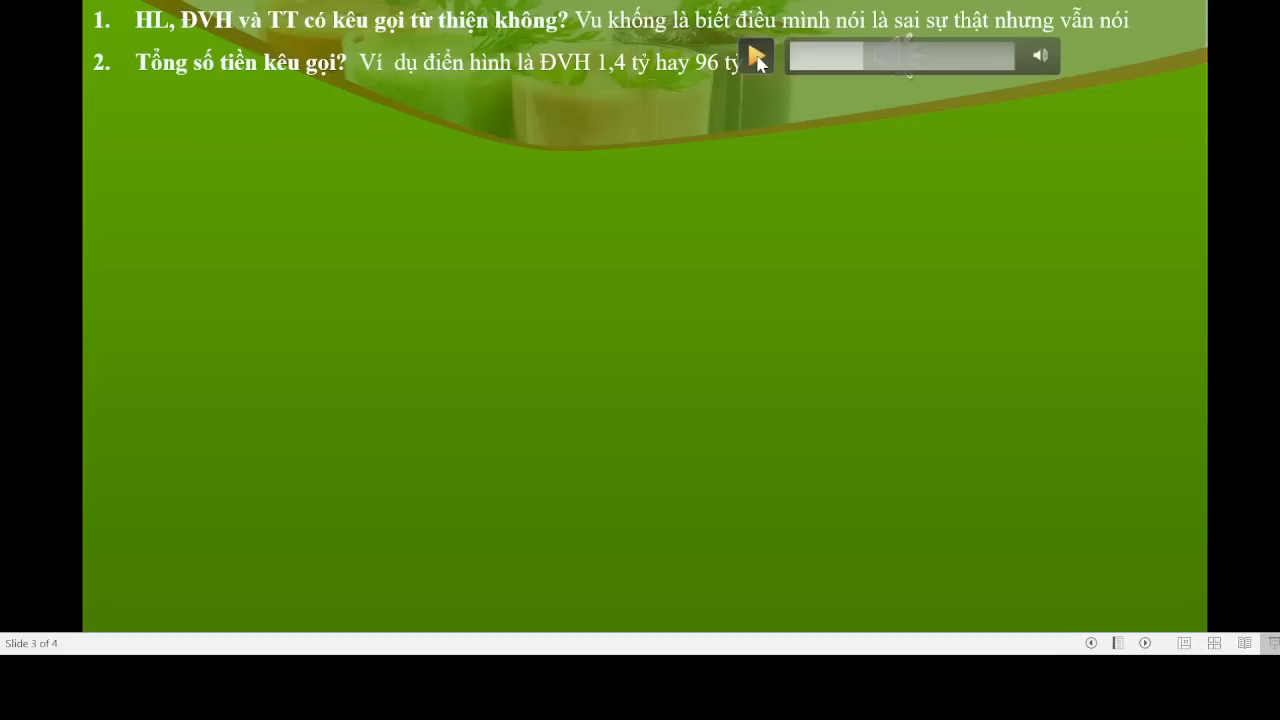 1. HL, ĐVH và TT có kêu gọi từ thiện không? Vu khống là biết điều mình nói là sai sự thật nhưng vẫn nói
2. Tổng số tiền kêu gọi? Ví dụ điển hình là ĐVH 1,4 tỷ hay 96 tỷ
Slide 3 of 4